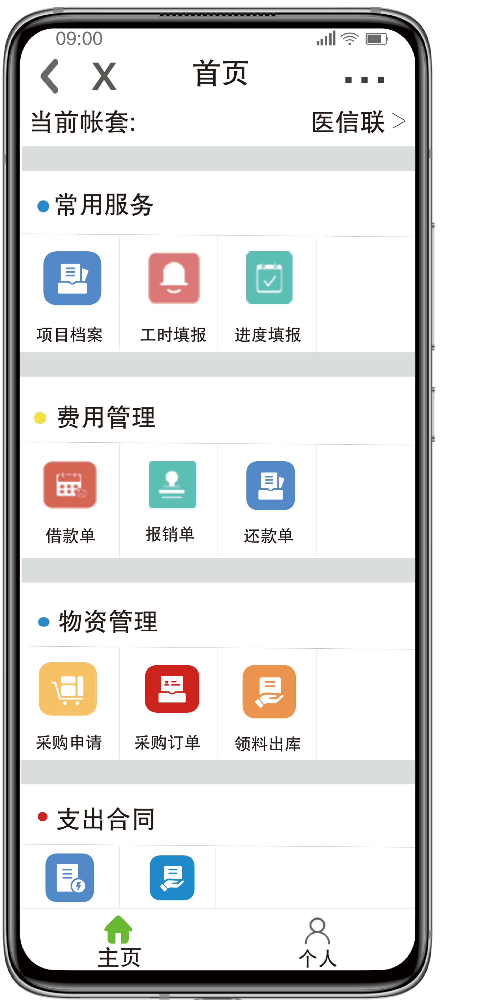 09:00
X 首页 ...
当前帐套: 医信联 >
常用服务
项目档案 工时填报 进度填报
费用管理
借款单 报销单 还款单
物资管理
采购申请 采购订单 领料出库
支出合同
主页 个人